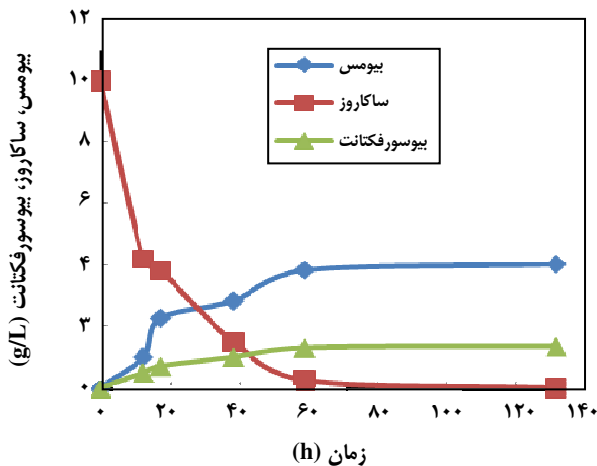 ۱۲
۱۰
۸
۶
۴
۳
۰
بیومس
ساکاروز
بیوسورفکتانت
بیومس، ساکاروز، بیوسورفکتانت (g/L)
۰ ۲۰ ۴۰ ۶۰ ۸۰ ۱۰۰ ۱۲۰ ۱۴۰
زمان (h)